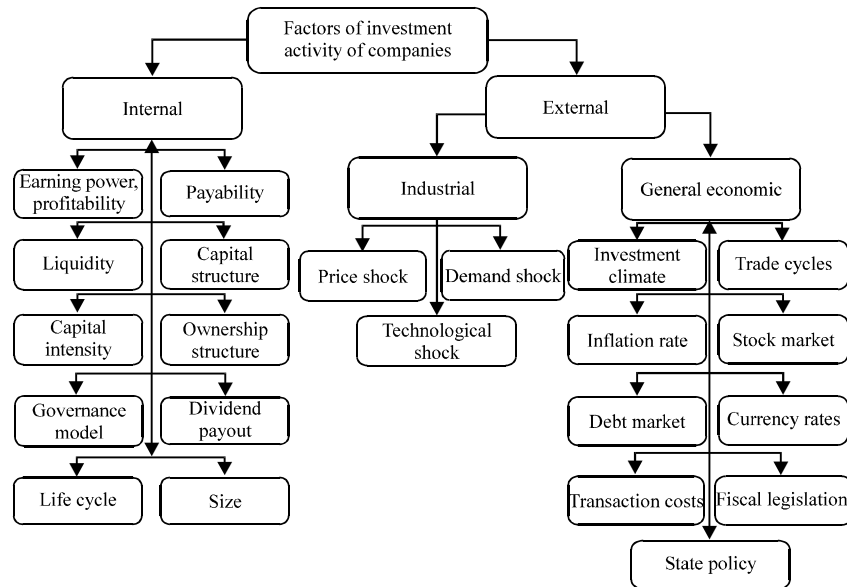 Factors of investment
activity of companies
Internal
External
Earning power,
profitability
Payability
Liquidity
Capital
structure
Capital
intensity
Ownership
structure
Governance
model
Dividend
payout
Life cycle
Size
Industrial
Price shock
Demand shock
Technological
shock
General economic
Investment
climate
Trade cycles
Inflation rate
Stock market
Debt market
Currency rates
Transaction costs
Fiscal legislation
State policy